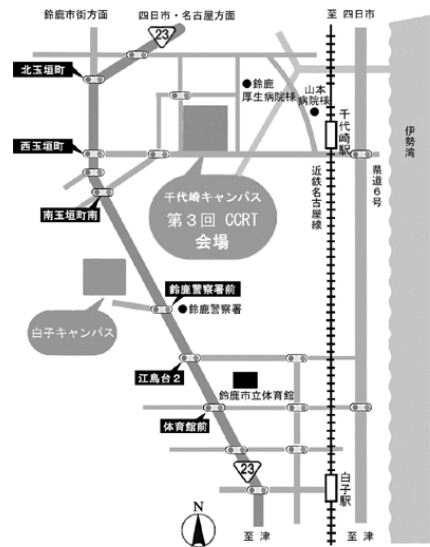 鈴鹿市街方面
四日市・名古屋方面
至 四日市
23
北玉垣町
鈴鹿
厚生病院様
山本
病院様
千代崎駅
伊勢湾
西玉垣町
近鉄名古屋線
県道6号
南玉垣町南
千代崎キャンパス
第3回 CCRT
会場
鈴鹿警察署前
鈴鹿警察署
白子キャンパス
江島台2
鈴鹿市立体育館
体育館前
23
白子駅
N
至 津
至 津